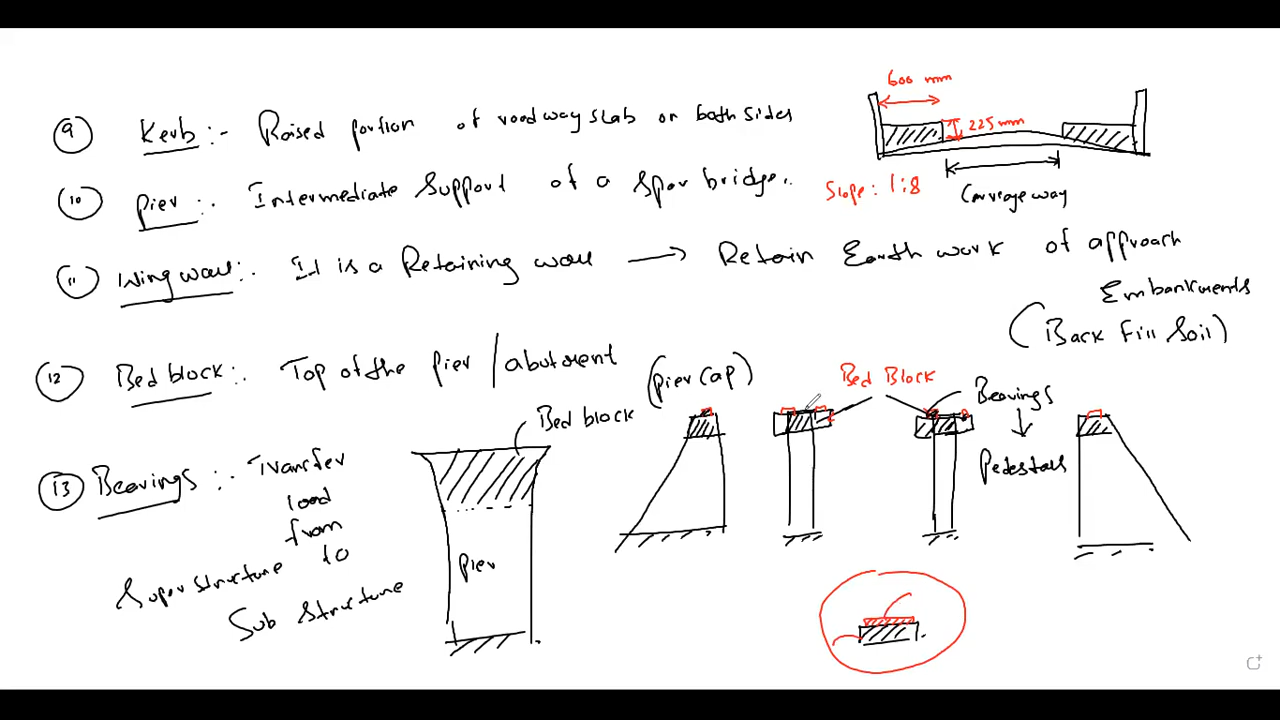 600 mm
⑨ Kerb :- Raised portion of roadway slab on both sides
225 mm
⑩ Pier :. Intermediate Support of a Span bridge..
Slope: 1:8
Carriage way
⑪ Wing wall :. It is a Retaining wall → Retain Earth work of approach
Embankments
(Back Fill Soil)
⑫ Bed block :. Top of the pier / abutment (pier cap)
Bed Block
Bearings
Bed block
Pedestals
⑬ Bearings :. Transfer
load
from
Super structure to
Sub Structure
Pier